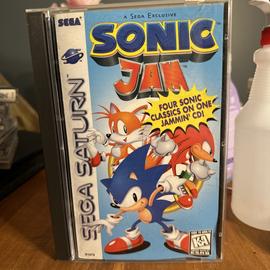 SEGA
A SEGA EXCLUSIVE
SONIC
JAM
FOUR SONIC
CLASSICS ON ONE
JAMMIN' CD!
SEGA SATURN
K-A